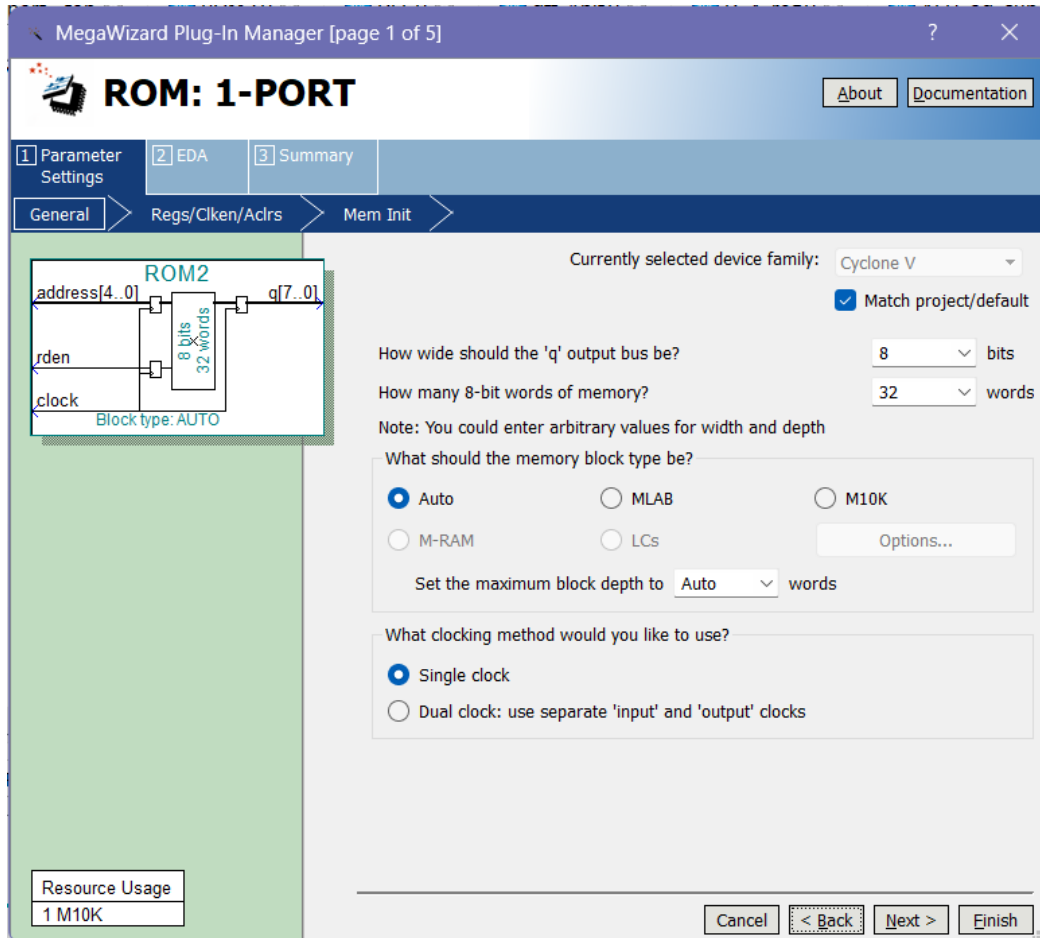 MegaWizard Plug-In Manager [page 1 of 5]
?
ROM: 1-PORT
About
Documentation
1 Parameter Settings
2 EDA
3 Summary
General
Regs/Clken/Aclrs
Mem Init
ROM2
address[4..0]
q[7..0]
8 bits
32 words
rden
clock
Block type: AUTO
Currently selected device family:
Cyclone V
Match project/default
How wide should the 'q' output bus be?
8
bits
How many 8-bit words of memory?
32
words
Note: You could enter arbitrary values for width and depth
What should the memory block type be?
Auto
MLAB
M10K
M-RAM
LCs
Options...
Set the maximum block depth to
Auto
words
What clocking method would you like to use?
Single clock
Dual clock: use separate 'input' and 'output' clocks
Resource Usage
1 M10K
Cancel
< Back
Next >
Finish